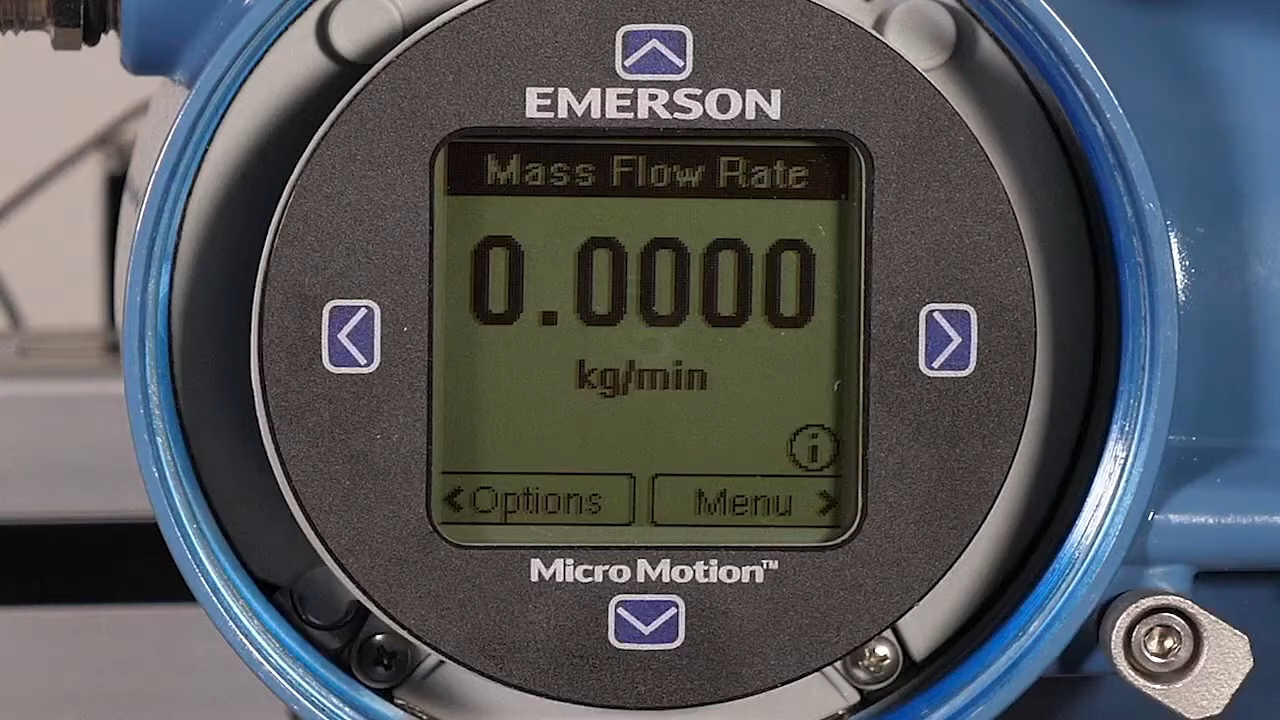 EMERSON
Mass Flow Rate
0.0000
kg/min
i
<Options Menu >
Micro Motion™